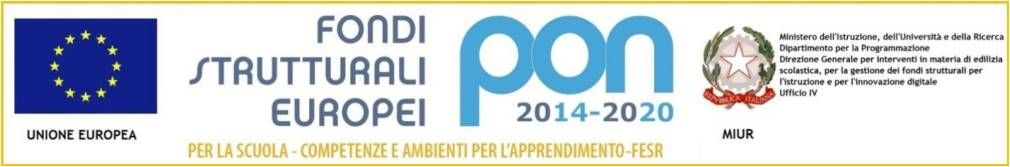 UNIONE EUROPEA
FONDI
STRUTTURALI
EUROPEI
pon
2014-2020
PER LA SCUOLA - COMPETENZE E AMBIENTI PER L'APPRENDIMENTO-FESR
REPVBBLICA ITALIANA
MIUR
Ministero dell'Istruzione, dell'Università e della Ricerca
Dipartimento per la Programmazione
Direzione Generale per interventi in materia di edilizia
scolastica, per la gestione dei fondi strutturali per
l'istruzione e per l'innovazione digitale
Ufficio IV